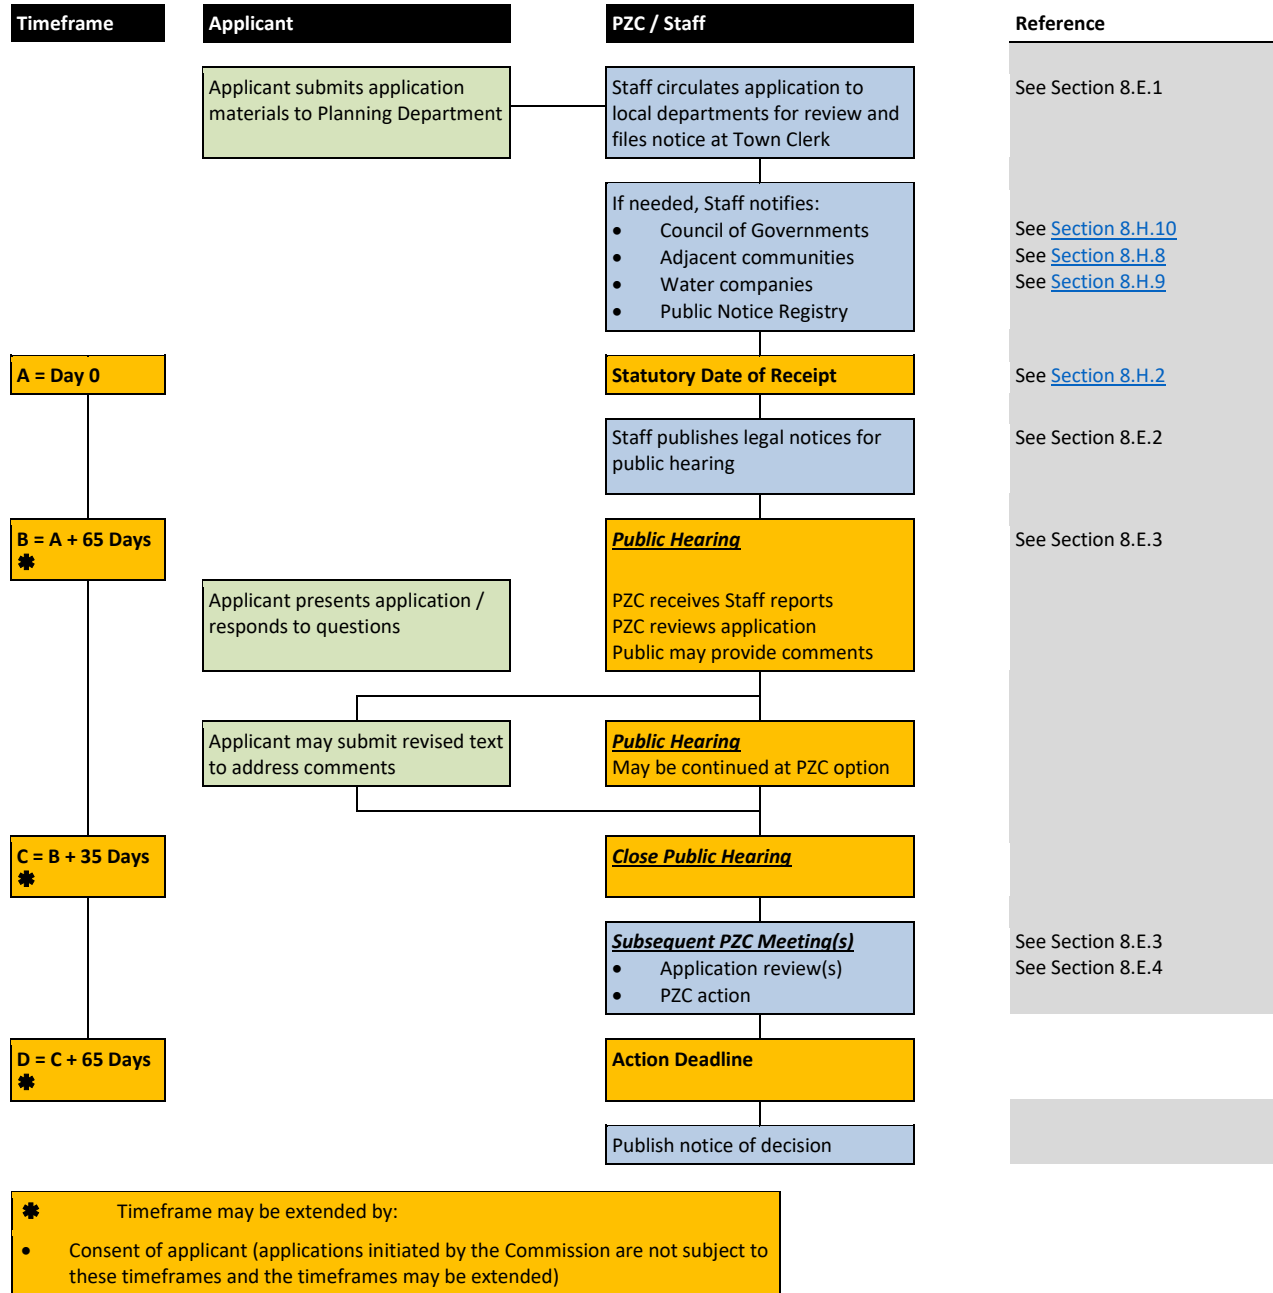 Timeframe
Applicant
PZC / Staff
Reference
Applicant submits application
materials to Planning Department
Staff circulates application to
local departments for review and
files notice at Town Clerk
See Section 8.E.1
If needed, Staff notifies:
• Council of Governments
• Adjacent communities
• Water companies
• Public Notice Registry
See Section 8.H.10
See Section 8.H.8
See Section 8.H.9
A = Day 0
Statutory Date of Receipt
See Section 8.H.2
Staff publishes legal notices for
public hearing
See Section 8.E.2
B = A + 65 Days
✱
Public Hearing
See Section 8.E.3
Applicant presents application /
responds to questions
PZC receives Staff reports
PZC reviews application
Public may provide comments
Applicant may submit revised text
to address comments
Public Hearing
May be continued at PZC option
C = B + 35 Days
✱
Close Public Hearing
Subsequent PZC Meeting(s)
• Application review(s)
• PZC action
See Section 8.E.3
See Section 8.E.4
D = C + 65 Days
✱
Action Deadline
Publish notice of decision
✱ Timeframe may be extended by:
• Consent of applicant (applications initiated by the Commission are not subject to
these timeframes and the timeframes may be extended)